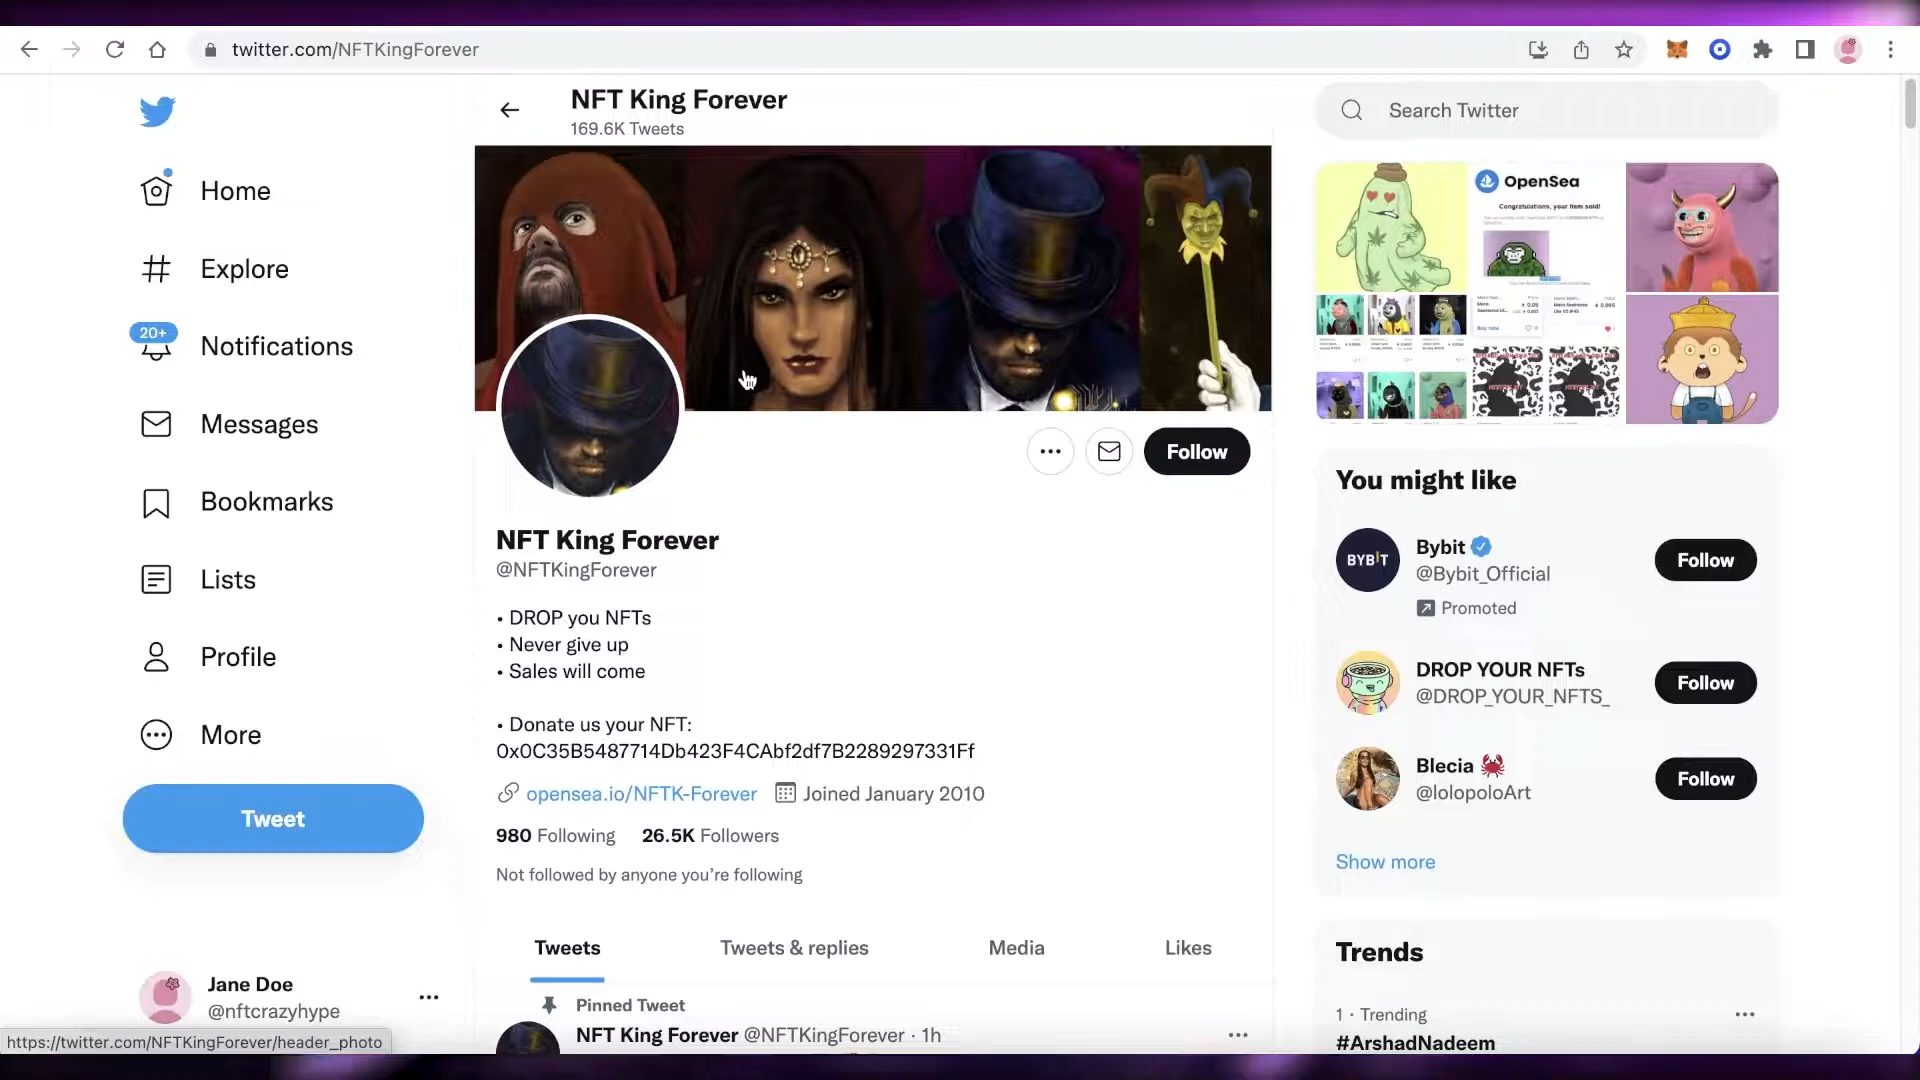 twitter.com/NFTKingForever
NFT King Forever
169.6K Tweets
Search Twitter
Home
Explore
20+
Notifications
Messages
Bookmarks
Lists
Profile
More
Tweet
Jane Doe
@nftcrazyhype
https://twitter.com/NFTKingForever/header_photo
Follow
NFT King Forever
@NFTKingForever
• DROP you NFTs
• Never give up
• Sales will come
• Donate us your NFT:
0x0C35B5487714Db423F4CAbf2df7B2289297331Ff
opensea.io/NFTK-Forever Joined January 2010
980 Following 26.5K Followers
Not followed by anyone you’re following
Tweets Tweets & replies Media Likes
Pinned Tweet
NFT King Forever @NFTKingForever · 1h
OpenSea
Congratulations, your item sold!
Buy now
You might like
BYBIT
Bybit
@Bybit_Official
Promoted
Follow
DROP YOUR NFTs
@DROP_YOUR_NFTS_
Follow
Blecia
@lolopoloArt
Follow
Show more
Trends
1 · Trending
#ArshadNadeem